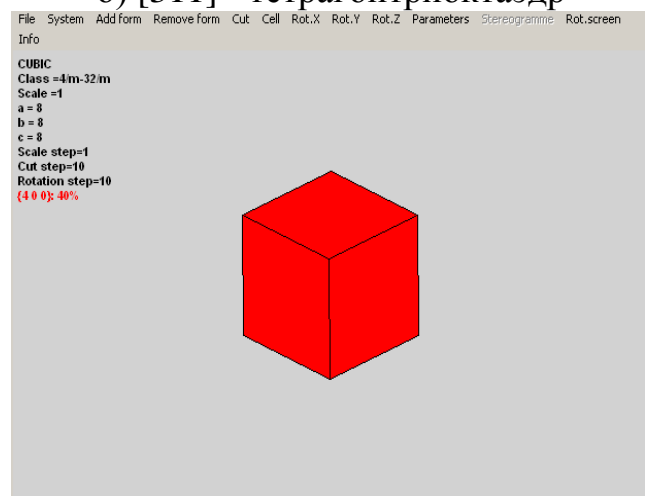 б) [311] - тетрагонтриоктаэдр
File System Add form Remove form Cut Cell Rot.X Rot.Y Rot.Z Parameters Stereogramme Rot.screen
Info
CUBIC
Class =4/m-32/m
Scale =1
a = 8
b = 8
c = 8
Scale step=1
Cut step=10
Rotation step=10
{4 0 0}: 40%